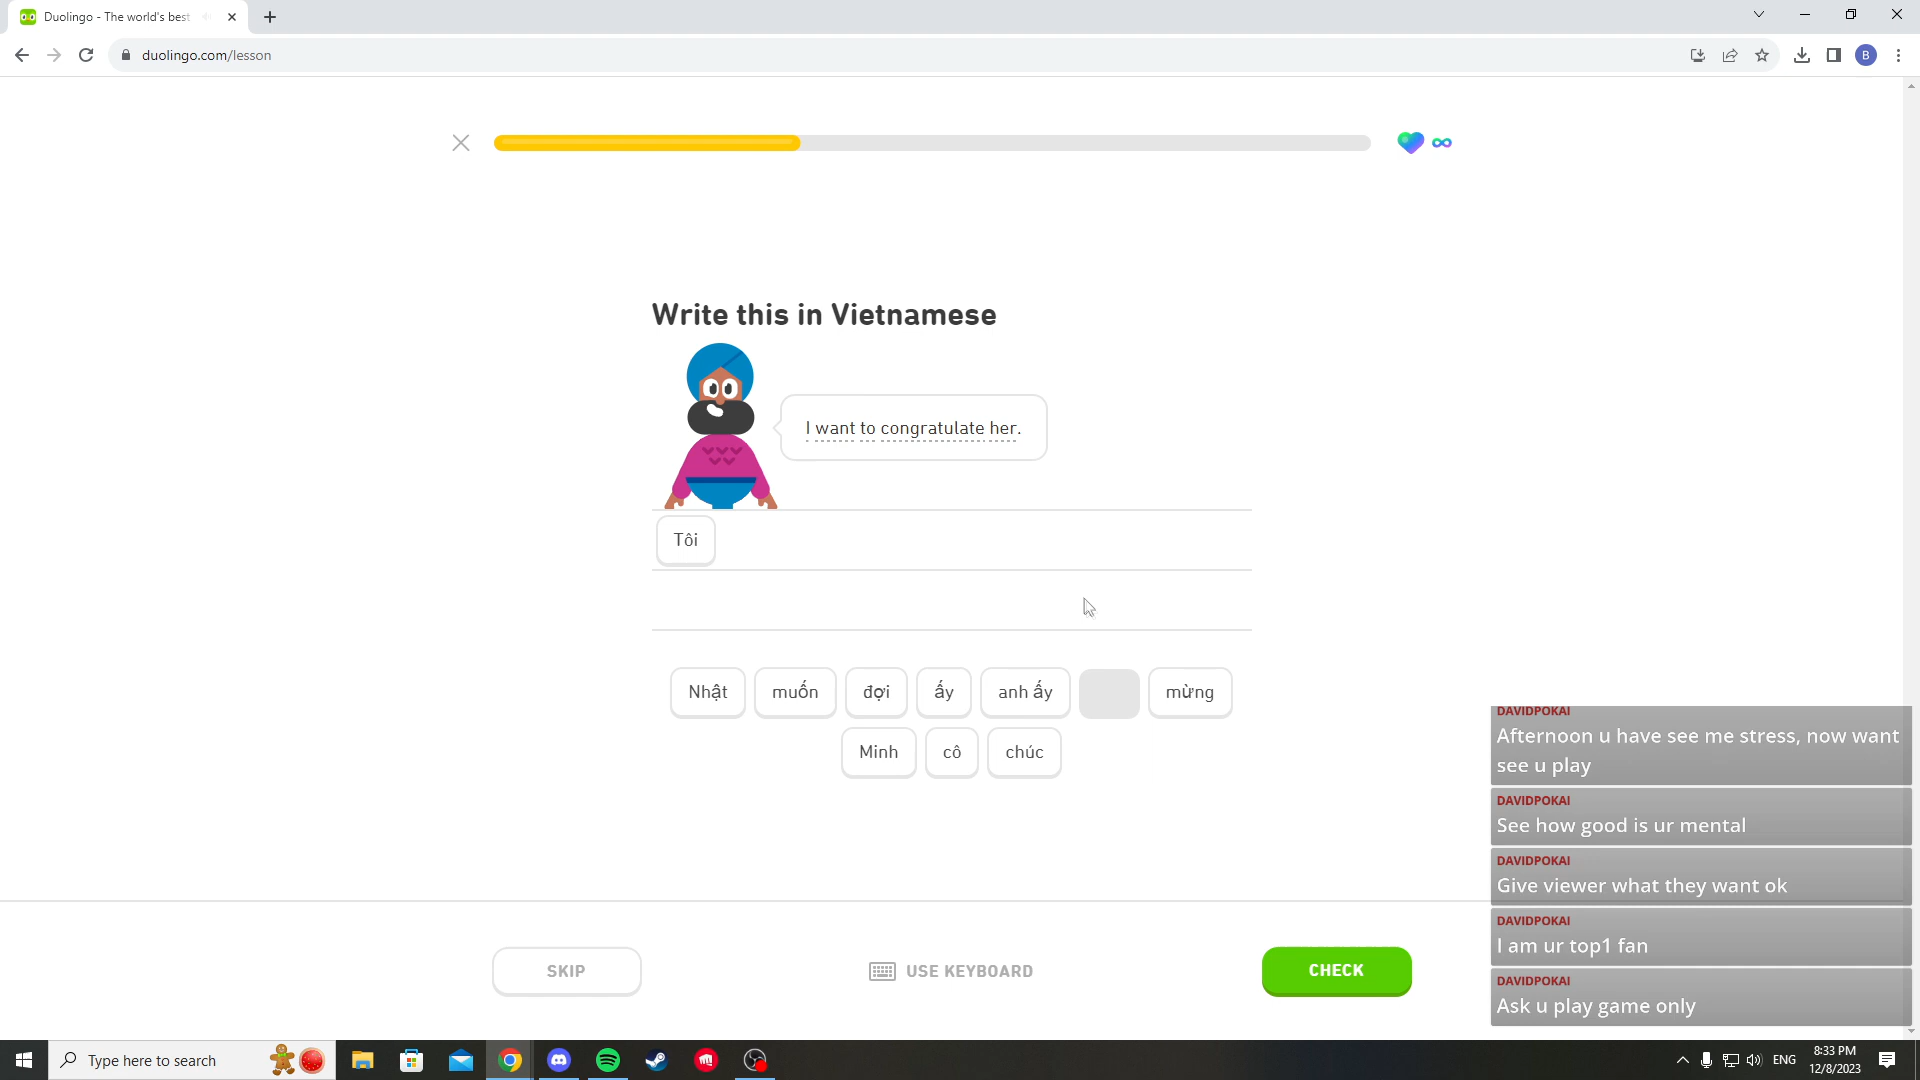 Duolingo - The world's best
duolingo.com/lesson
B
Write this in Vietnamese
I want to congratulate her.
Tôi
Nhật muốn đợi ấy anh ấy mừng
Minh cô chúc
SKIP
USE KEYBOARD
CHECK
DAVIDPOKAI
Afternoon u have see me stress, now want
see u play
DAVIDPOKAI
See how good is ur mental
DAVIDPOKAI
Give viewer what they want ok
DAVIDPOKAI
I am ur top1 fan
DAVIDPOKAI
Ask u play game only
Type here to search
ENG
8:33 PM
12/8/2023